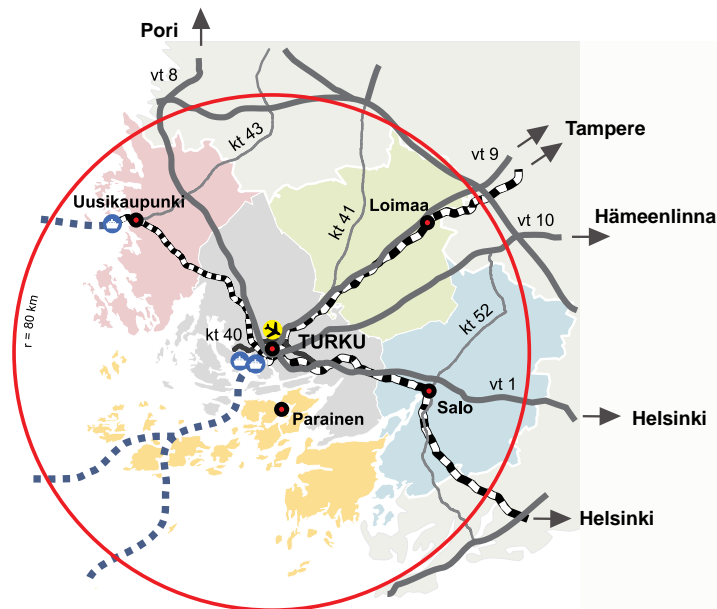 Pori
vt 8
kt 43
Tampere
vt 9
Uusikaupunki
Loimaa
kt 41
vt 10
Hämeenlinna
r = 80 km
kt 40
TURKU
kt 52
vt 1
Parainen
Salo
Helsinki
Helsinki